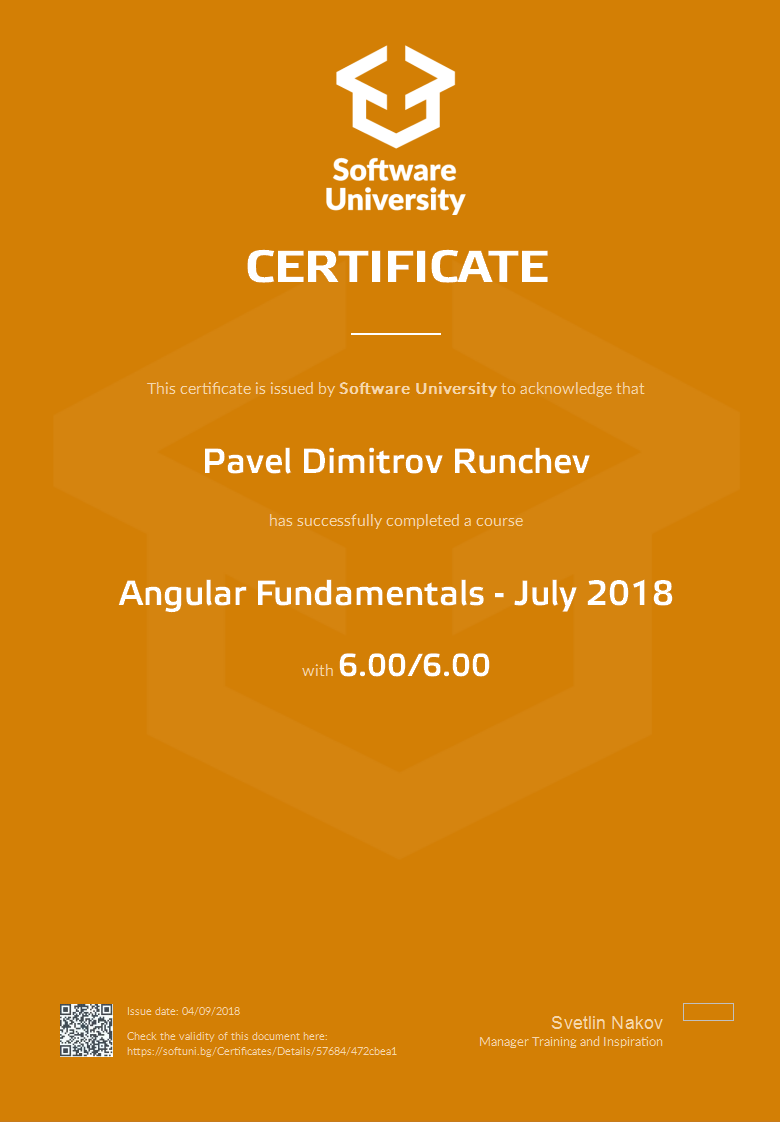 Software
University
CERTIFICATE
This certificate is issued by Software University to acknowledge that
Pavel Dimitrov Runchev
has successfully completed a course
Angular Fundamentals - July 2018
with 6.00/6.00
Issue date: 04/09/2018
Check the validity of this document here:
https://softuni.bg/Certificates/Details/57684/472cbea1
Svetlin Nakov
Manager Training and Inspiration